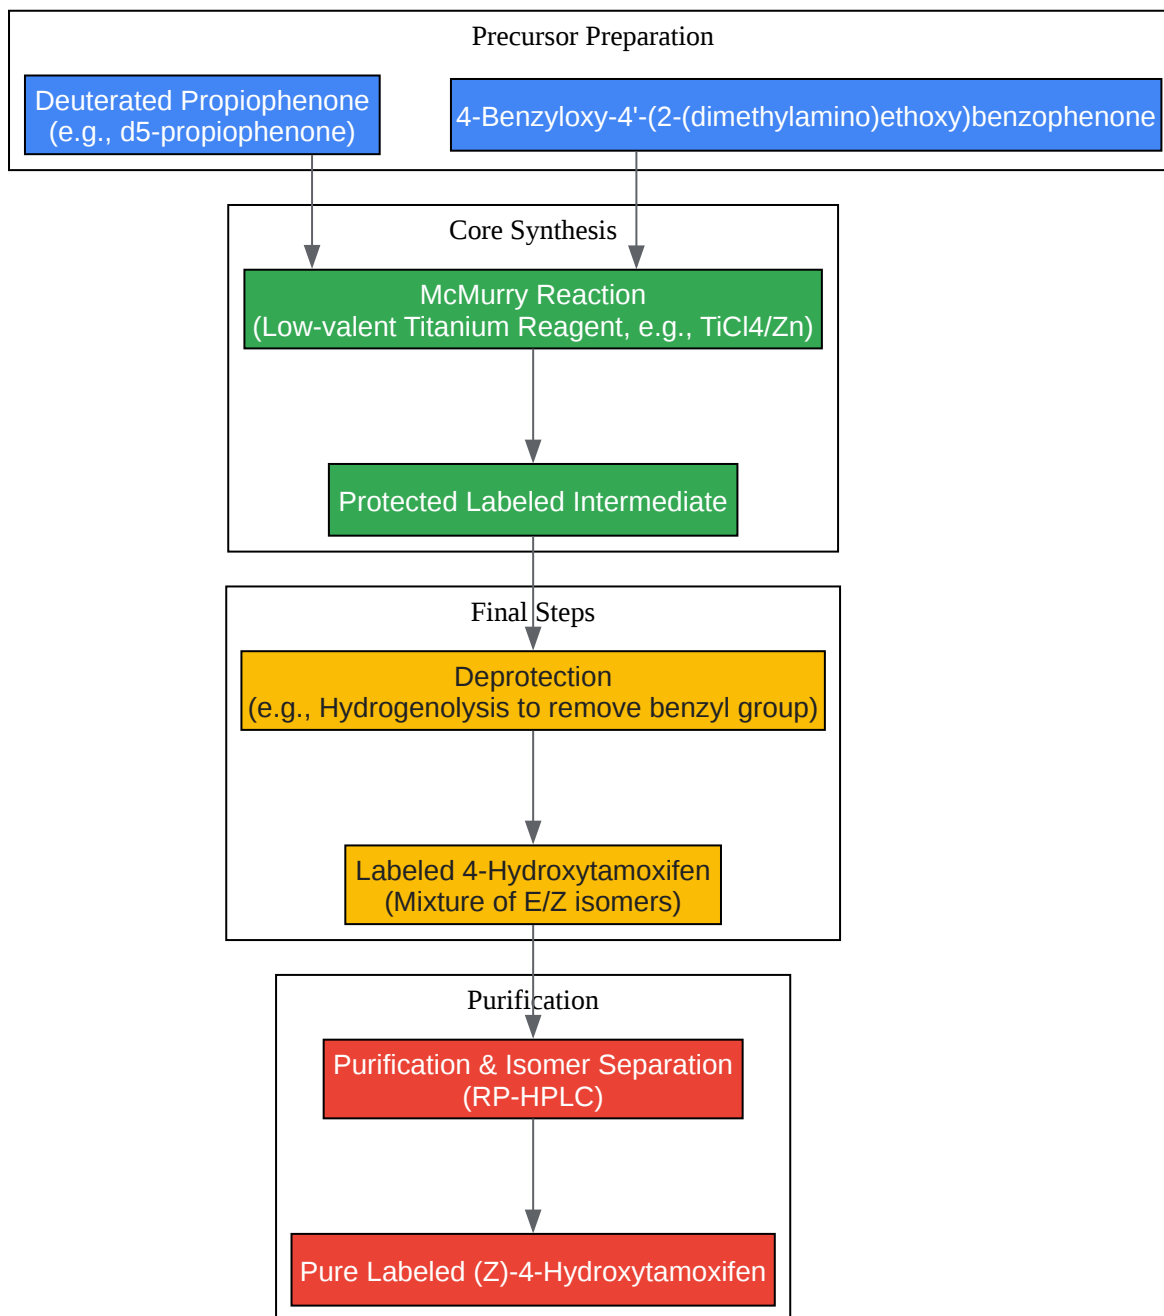 Precursor Preparation
Deuterated Propiophenone
(e.g., d5-propiophenone)
4-Benzyloxy-4'-(2-(dimethylamino)ethoxy)benzophenone
Core Synthesis
McMurry Reaction
(Low-valent Titanium Reagent, e.g., TiCl4/Zn)
Protected Labeled Intermediate
Final Steps
Deprotection
(e.g., Hydrogenolysis to remove benzyl group)
Labeled 4-Hydroxytamoxifen
(Mixture of E/Z isomers)
Purification
Purification & Isomer Separation
(RP-HPLC)
Pure Labeled (Z)-4-Hydroxytamoxifen